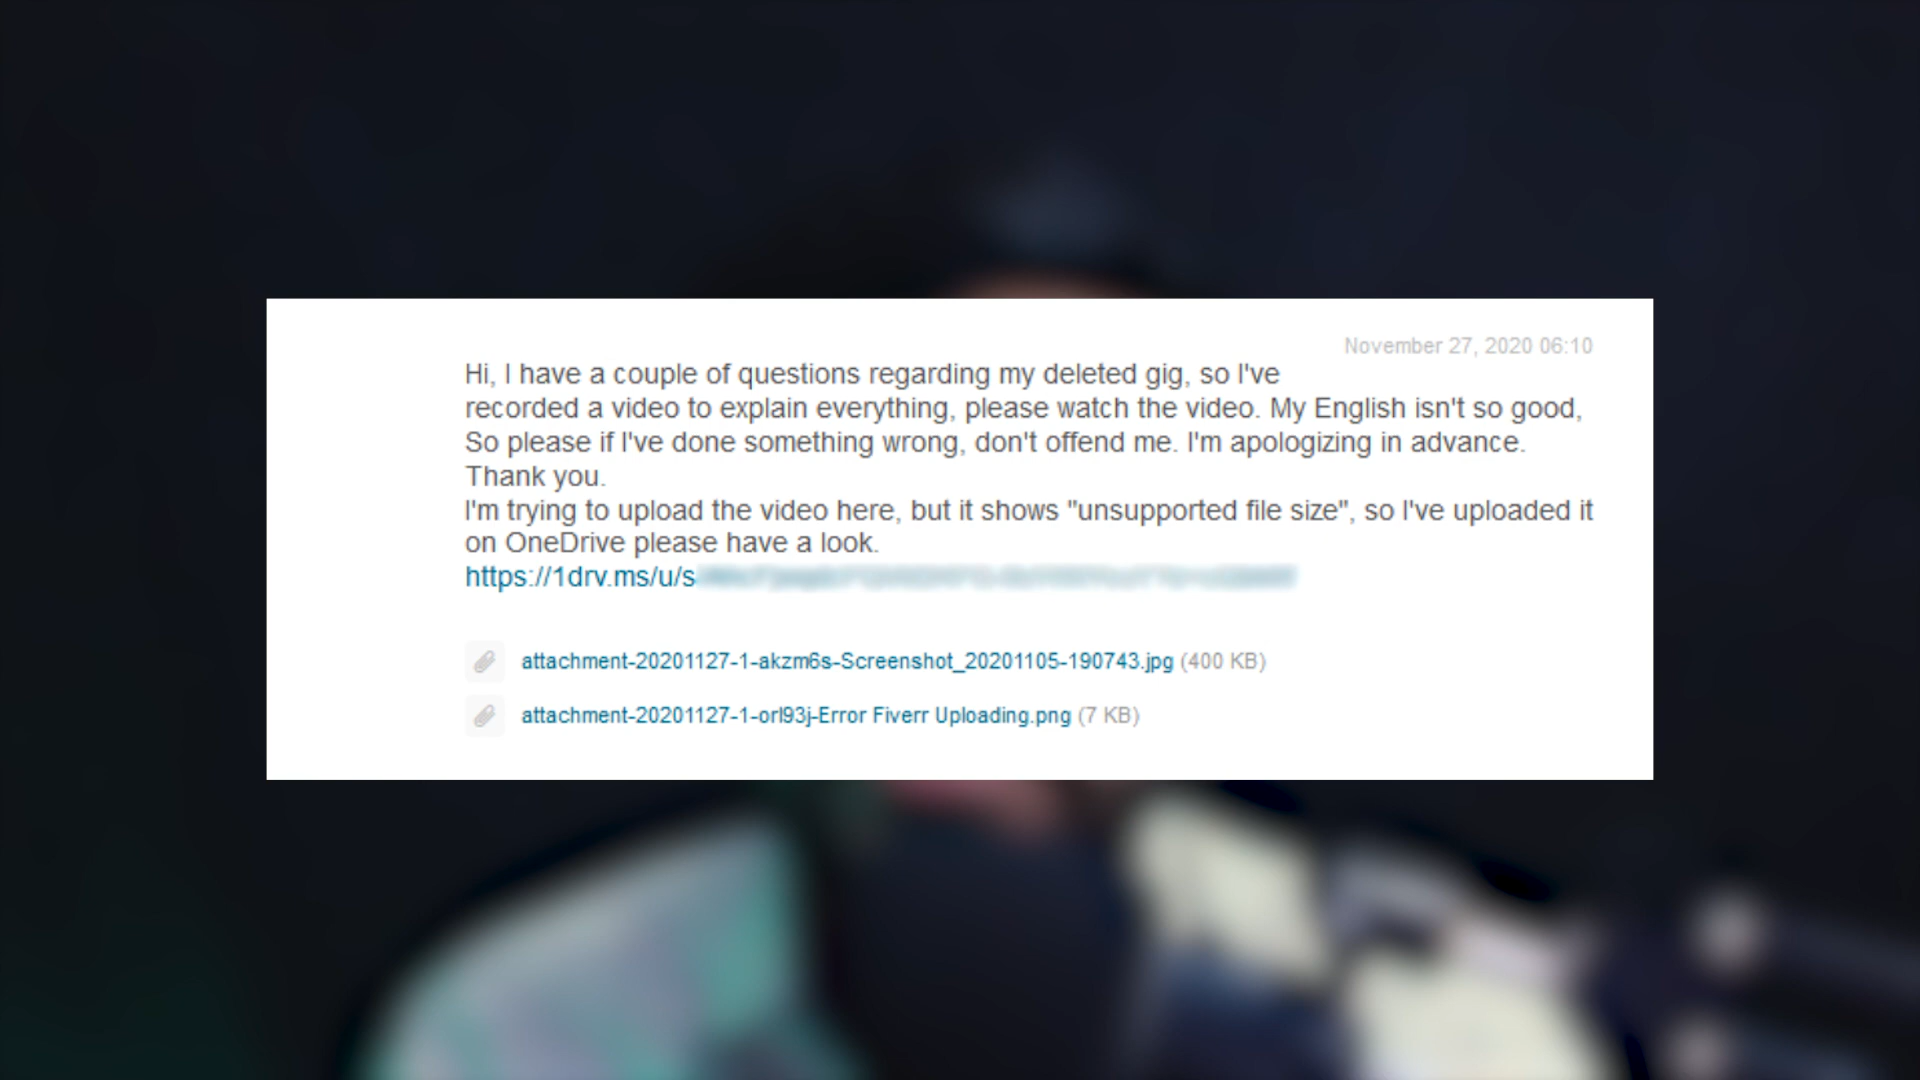 November 27, 2020 06:10
Hi, I have a couple of questions regarding my deleted gig, so I've
recorded a video to explain everything, please watch the video. My English isn't so good,
So please if I've done something wrong, don't offend me. I'm apologizing in advance.
Thank you.
I'm trying to upload the video here, but it shows "unsupported file size", so I've uploaded it
on OneDrive please have a look.
https://1drv.ms/u/s
attachment-20201127-1-akzm6s-Screenshot_20201105-190743.jpg (400 KB)
attachment-20201127-1-orl93j-Error Fiverr Uploading.png (7 KB)